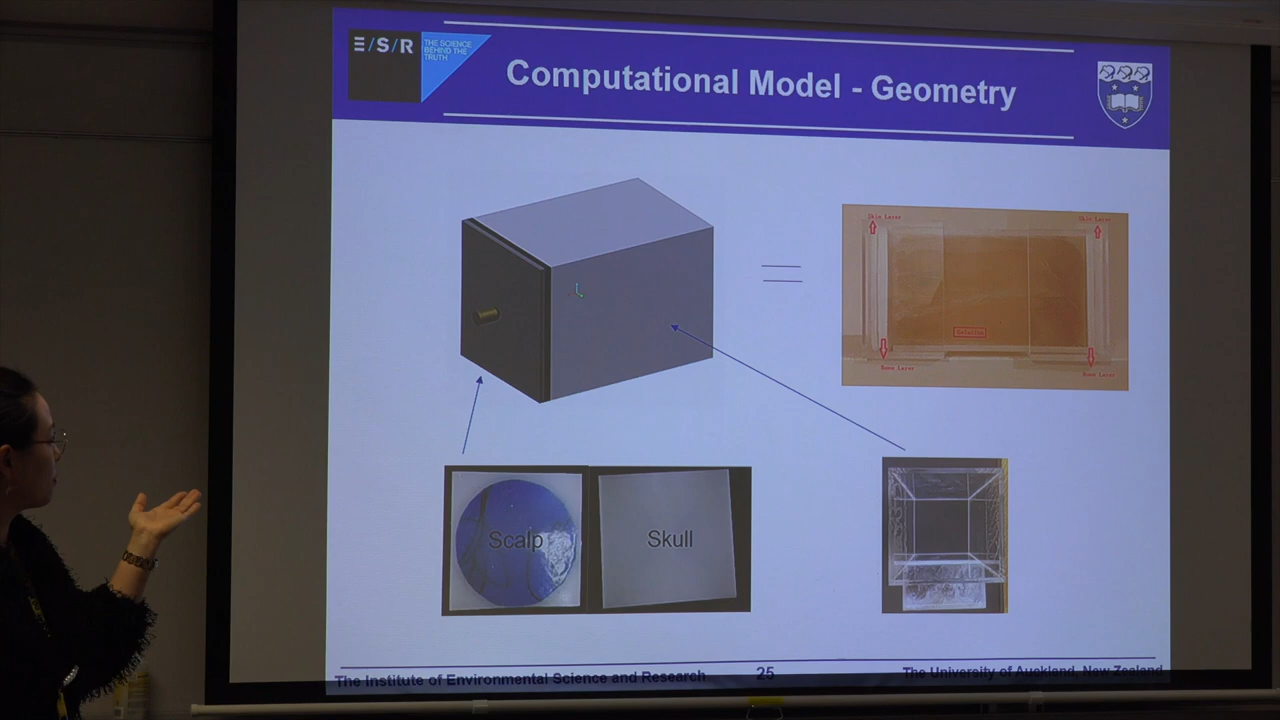 E/S/R
THE SCIENCE
BEHIND THE
TRUTH
Computational Model - Geometry
Skin Layer
Skin Layer
Gelatine
Bone Layer
Bone Layer
Scalp
Skull
The Institute of Environmental Science and Research
25
The University of Auckland, New Zealand